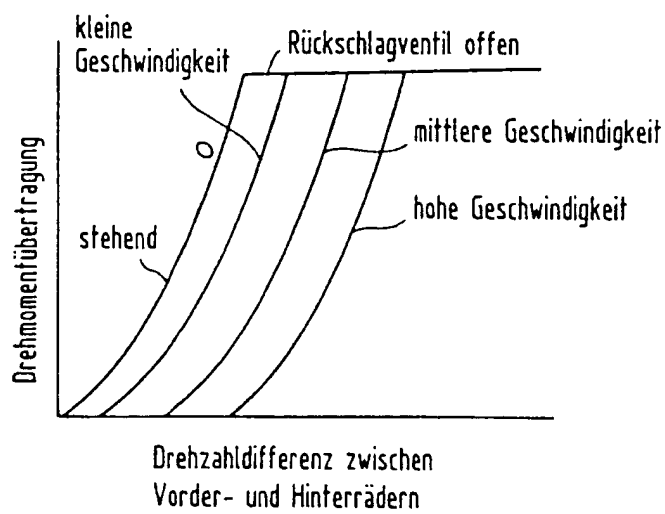 kleine
Geschwindigkeit
Rückschlagventil offen
mittlere Geschwindigkeit
hohe Geschwindigkeit
stehend
Drehmomentübertragung
Drehzahldifferenz zwischen
Vorder- und Hinterrädern